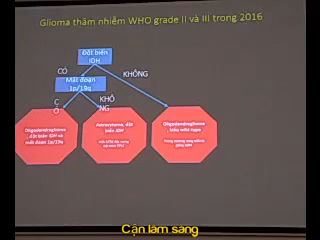 Glioma thâm nhiễm WHO grade II và III trong 2016
Đột biến
IDH
CÓ
KHÔNG
Mất đoạn
1p/19q
C
Ó
KHÔ
NG
Oligodendroglioma
, đột biến IDH và
mất đoạn 1p/19q
Astrocytoma, đột
biến IDH
Oligodendroglioma
kiểu wild-type
Cận lâm sàng